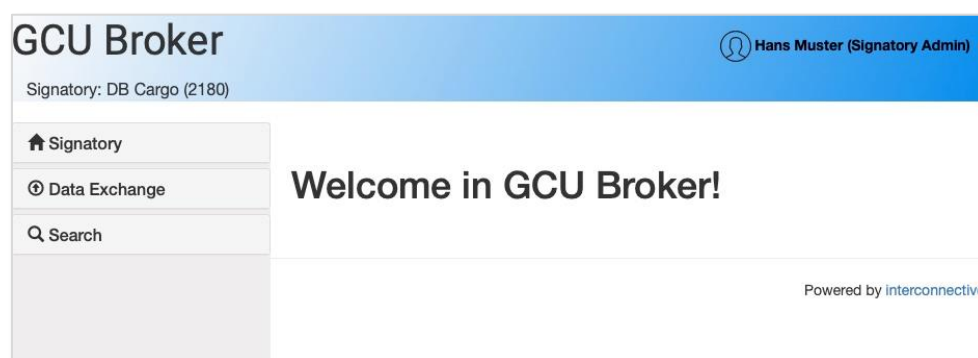 GCU Broker
Hans Muster (Signatory Admin)
Signatory: DB Cargo (2180)
Signatory
Data Exchange
Welcome in GCU Broker!
Search
Powered by interconnective